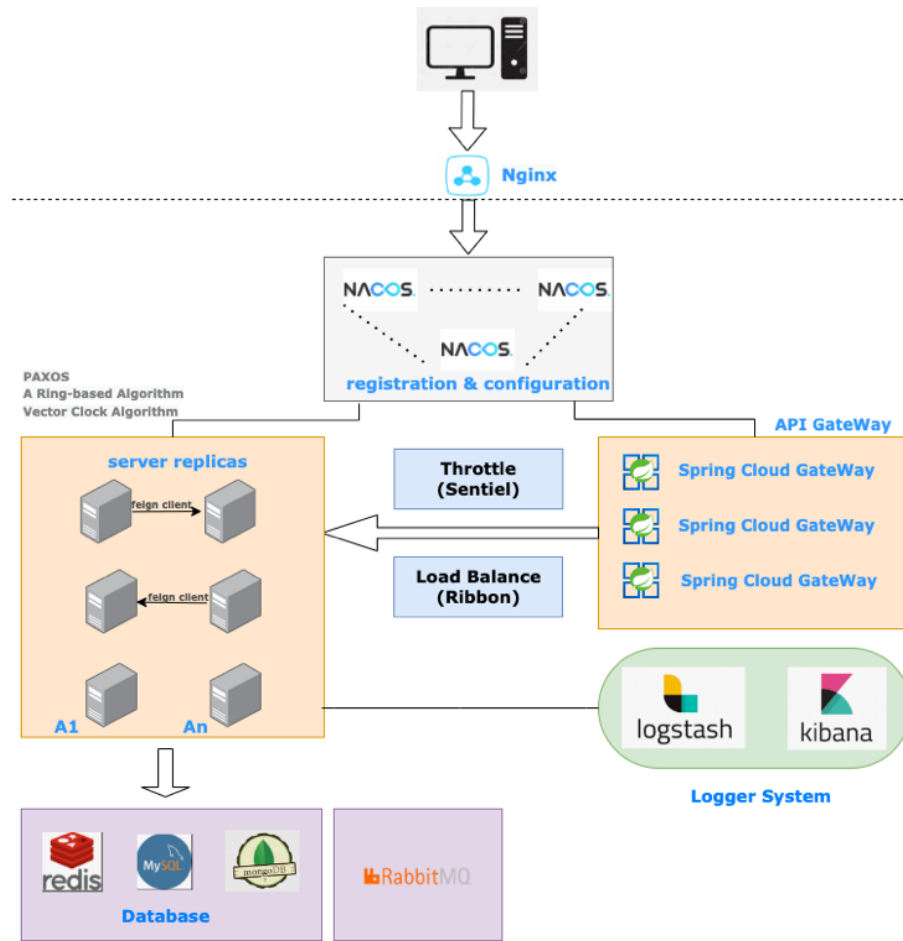 Nginx
NACOS.
NACOS.
NACOS.
registration & configuration
PAXOS
A Ring-based Algorithm
Vector Clock Algorithm
API GateWay
server replicas
feign client
feign client
A1
An
Throttle
(Sentiel)
Load Balance
(Ribbon)
Spring Cloud GateWay
Spring Cloud GateWay
Spring Cloud GateWay
logstash
kibana
Logger System
redis
MySQL
mongoDB
Database
RabbitMQ